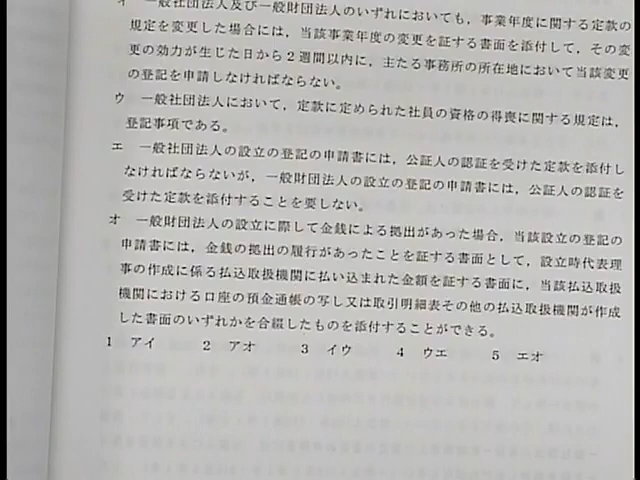 イ　一般社団法人及び一般財団法人のいずれにおいても，事業年度に関する定款の
規定を変更した場合には，当該事業年度の変更を証する書面を添付して，その変
更の効力が生じた日から２週間以内に，主たる事務所の所在地において当該変更
の登記を申請しなければならない。
ウ　一般社団法人において，定款に定められた社員の資格の得喪に関する規定は，
登記事項である。
エ　一般社団法人の設立の登記の申請書には，公証人の認証を受けた定款を添付し
なければならないが，一般財団法人の設立の登記の申請書には，公証人の認証を
受けた定款を添付することを要しない。
オ　一般財団法人の設立に際して金銭による拠出があった場合，当該設立の登記の
申請書には，金銭の拠出の履行があったことを証する書面として，設立時代表理
事の作成に係る払込取扱機関に払い込まれた金額を証する書面に，当該払込取扱
機関における口座の預金通帳の写し又は取引明細表その他の払込取扱機関が作成
した書面のいずれかを合綴したものを添付することができる。
１　アイ　　２　アオ　　３　イウ　　４　ウエ　　５　エオ